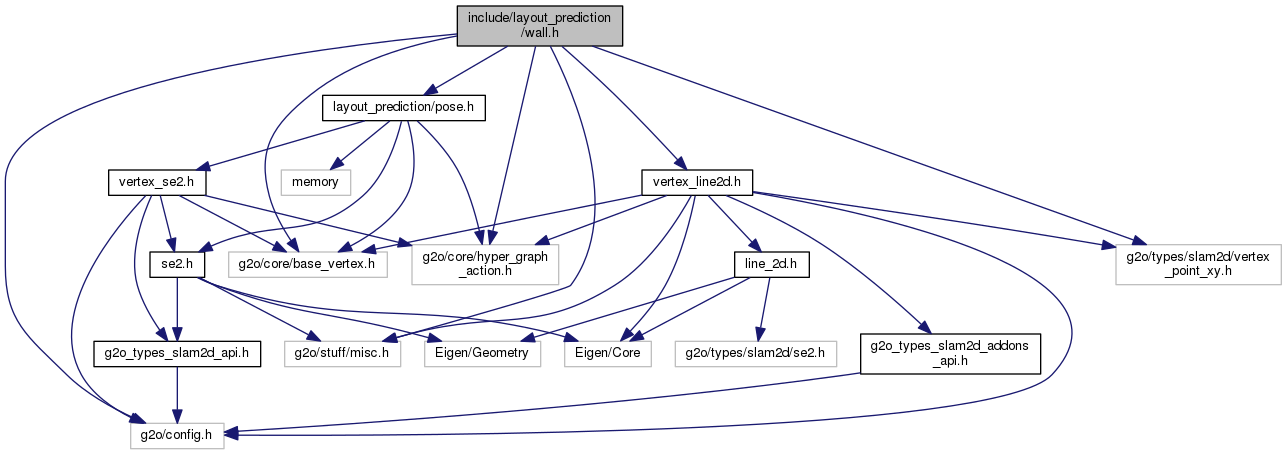 include/layout_prediction
/wall.h
layout_prediction/pose.h
vertex_se2.h
memory
vertex_line2d.h
se2.h
g2o/core/base_vertex.h
g2o/core/hyper_graph
_action.h
line_2d.h
g2o/types/slam2d/vertex
_point_xy.h
g2o_types_slam2d_api.h
g2o/stuff/misc.h
Eigen/Geometry
Eigen/Core
g2o/types/slam2d/se2.h
g2o_types_slam2d_addons
_api.h
g2o/config.h